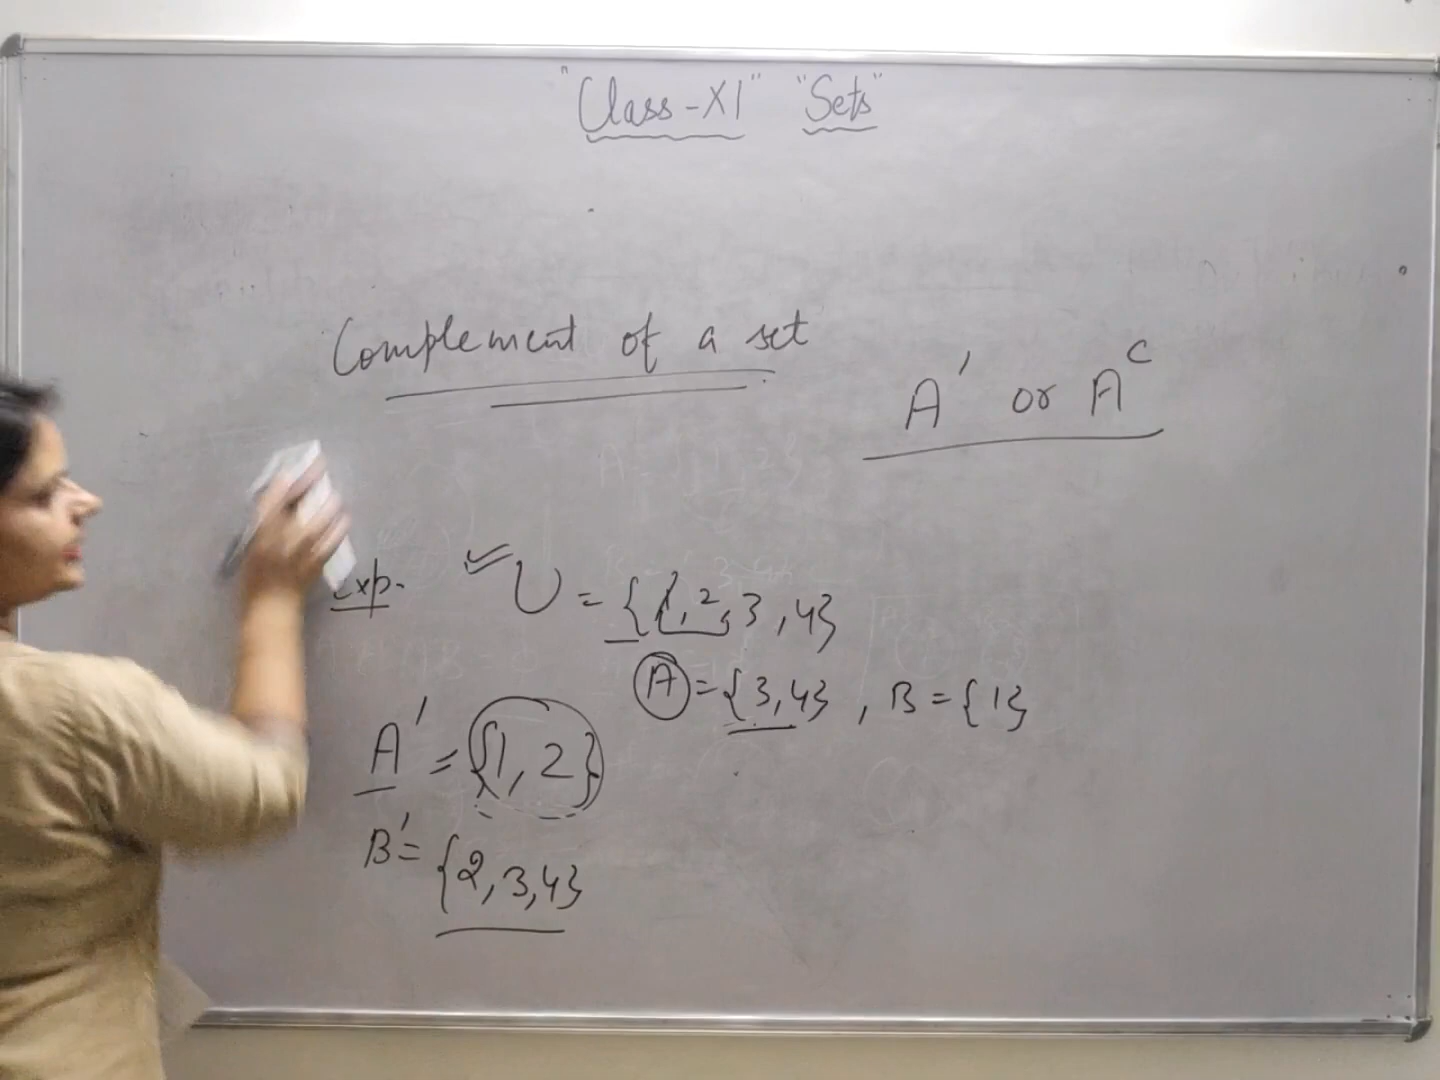 "Class-XI" "Sets"
Complement of a set
A' or A^c
Exp. U = {1, 2, 3, 4}
A = {3, 4}, B = {1}
A' = {1, 2}
B' = {2, 3, 4}